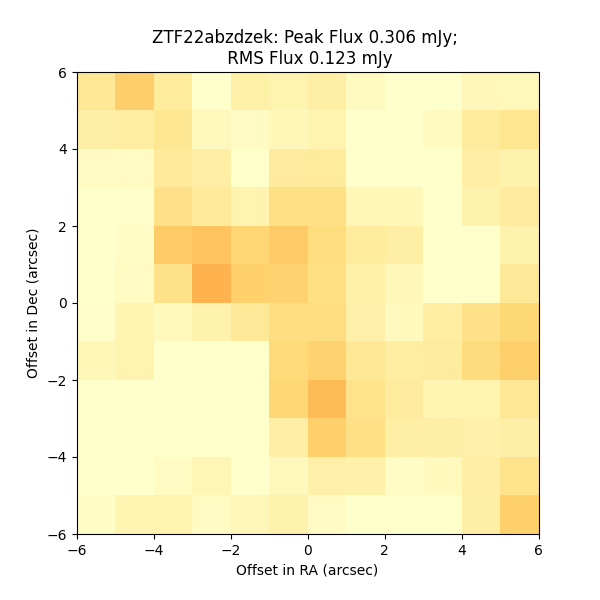 ZTF22abzdzek: Peak Flux 0.306 mJy;
RMS Flux 0.123 mJy
6
4
2
0
−2
−4
−6
Offset in Dec (arcsec)
−6 −4 −2 0 2 4 6
Offset in RA (arcsec)